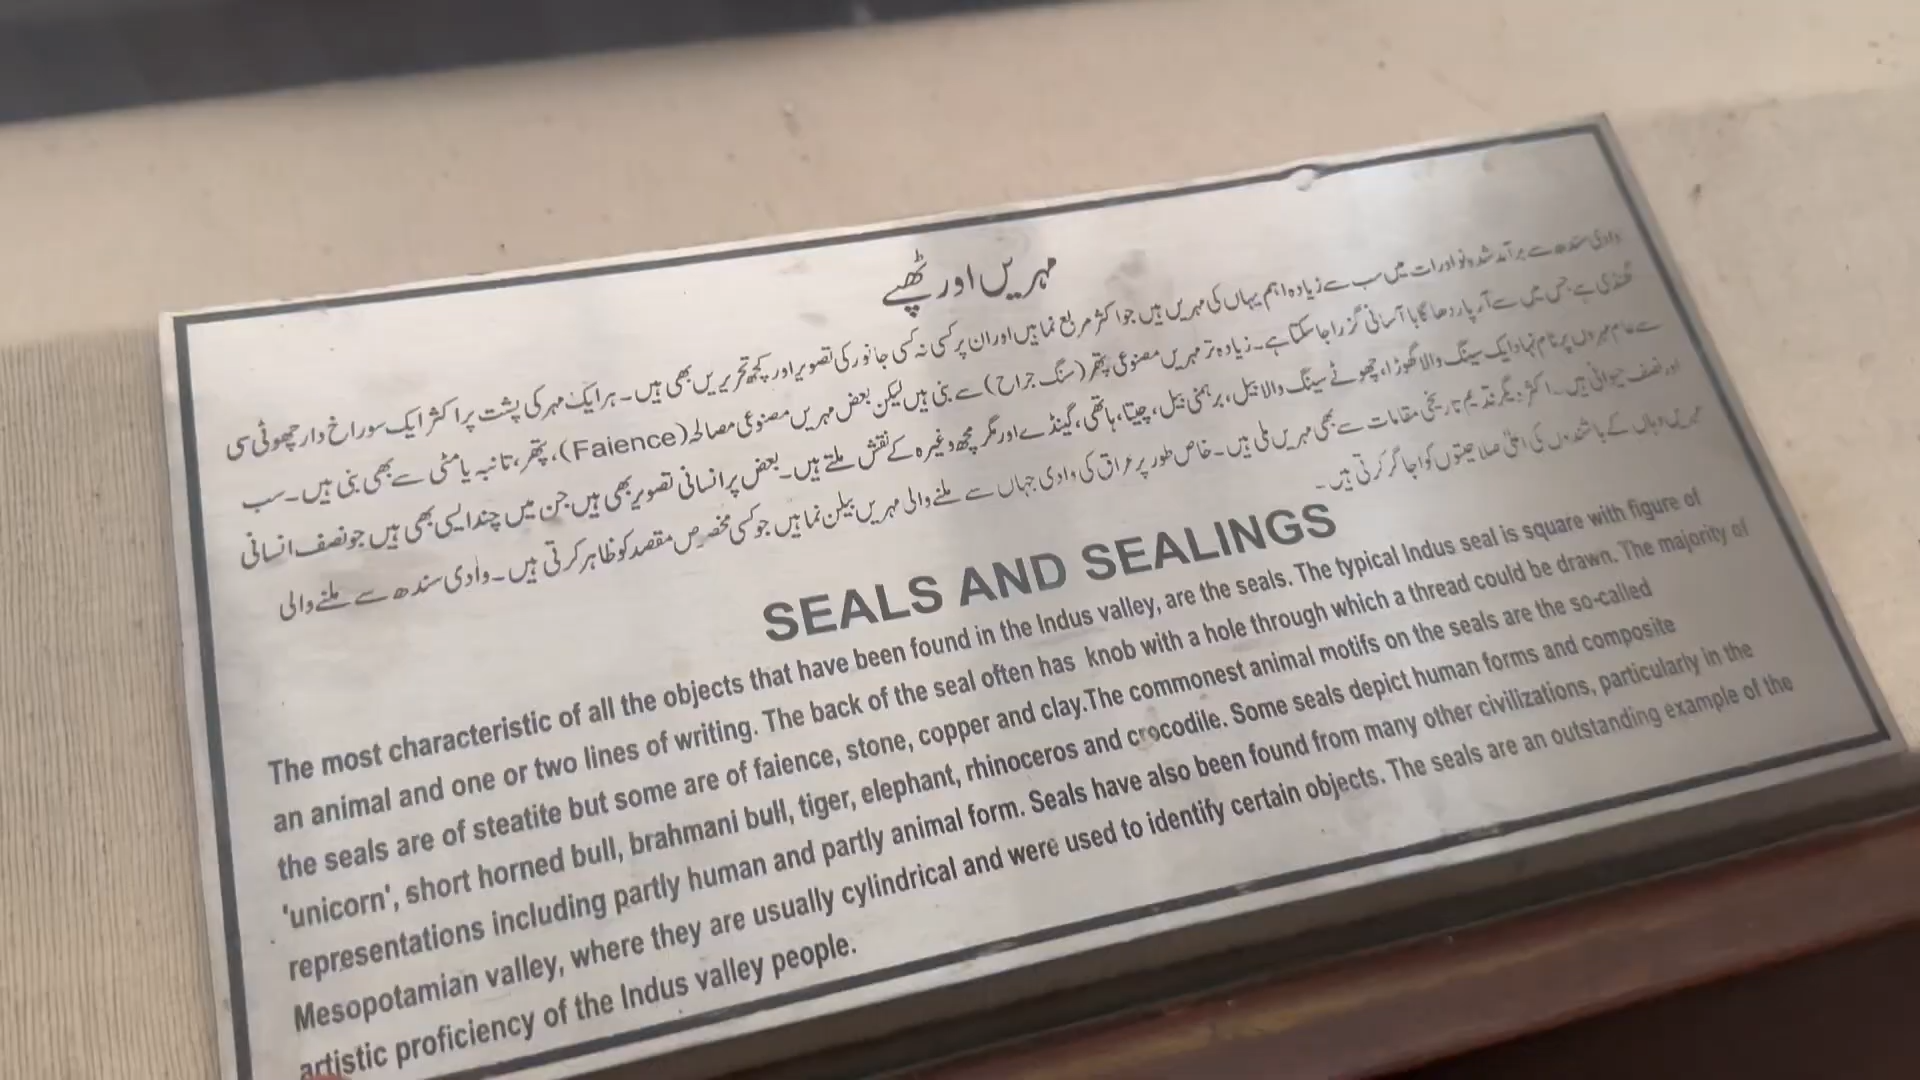 مہریں اور ٹھپے
وادی سندھ سے برآمد شدہ نوادرات میں سب سے زیادہ اہم یہاں کی مہریں ہیں جو اکثر مربع نما ہیں اور ان پر کسی نہ کسی جانور کی تصویر اور کچھ تحریریں بھی ہیں۔ ہر ایک مہر کی پشت پر اکثر ایک سوراخ دار چھوٹی سی
گھنڈی ہے جس میں سے آر پار دھاگا با آسانی گزرا جا سکتا ہے۔ زیادہ تر مہریں مصنوعی پتھر (سنگ جراح) سے بنی ہیں لیکن بعض مہریں مصنوعی مصالحہ (Faience)، پتھر، تانبہ یا مٹی سے بھی بنی ہیں۔ سب
سے عام مہروں پر نام نہاد ایک سینگ والا گھوڑا، چھوٹے سینگ والا بیل، برہمنی بیل، چیتا، ہاتھی، گینڈے اور مگر مچھ وغیرہ کے نقش ملتے ہیں۔ بعض پر انسانی تصویر بھی ہیں جن میں چند ایسی بھی ہیں جو نصف انسانی
اور نصف حیوانی ہیں۔ اکثر دیگر قدیم تاریخی مقامات سے بھی مہریں ملی ہیں۔ خاص طور پر عراق کی وادی جہاں سے ملنے والی مہریں بیلن نما ہیں جو کسی مخصوص مقصد کو ظاہر کرتی ہیں۔ وادی سندھ سے ملنے والی
مہریں وہاں کے باشندوں کی اعلیٰ صلاحیتوں کو اجاگر کرتی ہیں۔
SEALS AND SEALINGS
The most characteristic of all the objects that have been found in the Indus valley, are the seals. The typical Indus seal is square with figure of
an animal and one or two lines of writing. The back of the seal often has knob with a hole through which a thread could be drawn. The majority of
the seals are of steatite but some are of faience, stone, copper and clay.The commonest animal motifs on the seals are the so-called
'unicorn', short horned bull, brahmani bull, tiger, elephant, rhinoceros and crocodile. Some seals depict human forms and composite
representations including partly human and partly animal form. Seals have also been found from many other civilizations, particularly in the
Mesopotamian valley, where they are usually cylindrical and were used to identify certain objects. The seals are an outstanding example of the
artistic proficiency of the Indus valley people.